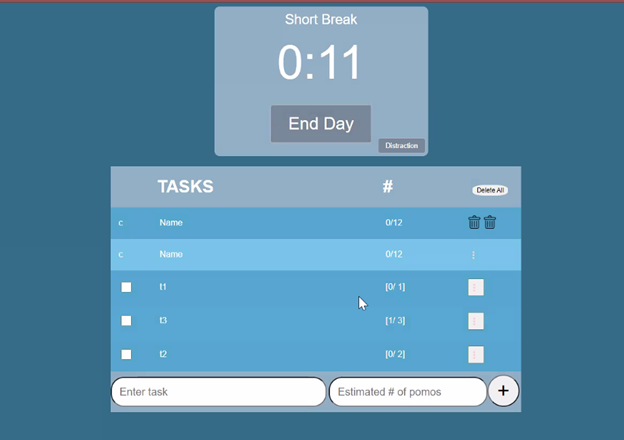 Short Break
0:11
End Day
Distraction
TASKS #
Delete All
c Name 0/12
c Name 0/12
t1 [0/ 1]
t3 [1/ 3]
t2 [0/ 2]
Enter task Estimated # of pomos +